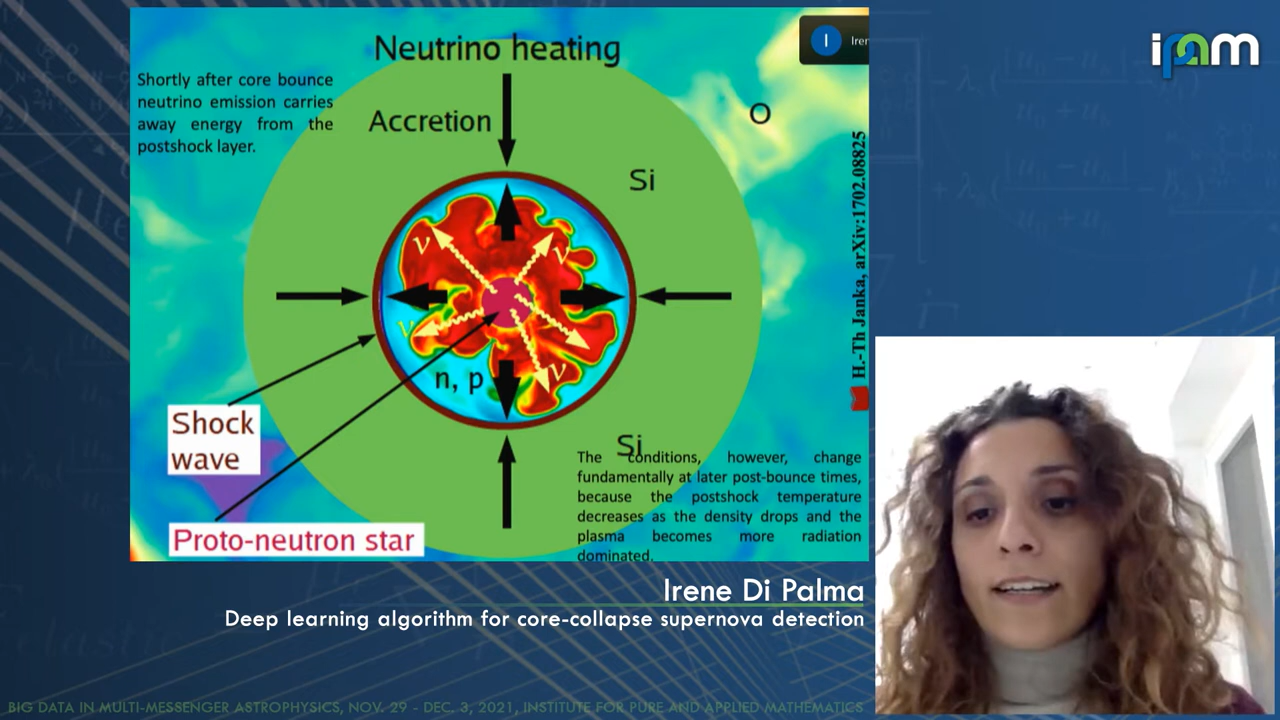 Neutrino heating
I
Iren
ipam
Shortly after core bounce
neutrino emission carries
away energy from the
postshock layer.
Accretion
O
Si
H.-Th Janka, arXiv:1702.08825
ν
ν
ν
n, p
ν
Shock
wave
Si
The conditions, however, change
fundamentally at later post-bounce times,
because the postshock temperature
decreases as the density drops and the
plasma becomes more radiation
dominated.
Proto-neutron star
Irene Di Palma
Deep learning algorithm for core-collapse supernova detection
BIG DATA IN MULTI-MESSENGER ASTROPHYSICS, NOV. 29 - DEC. 3, 2021, INSTITUTE FOR PURE AND APPLIED MATHEMATICS